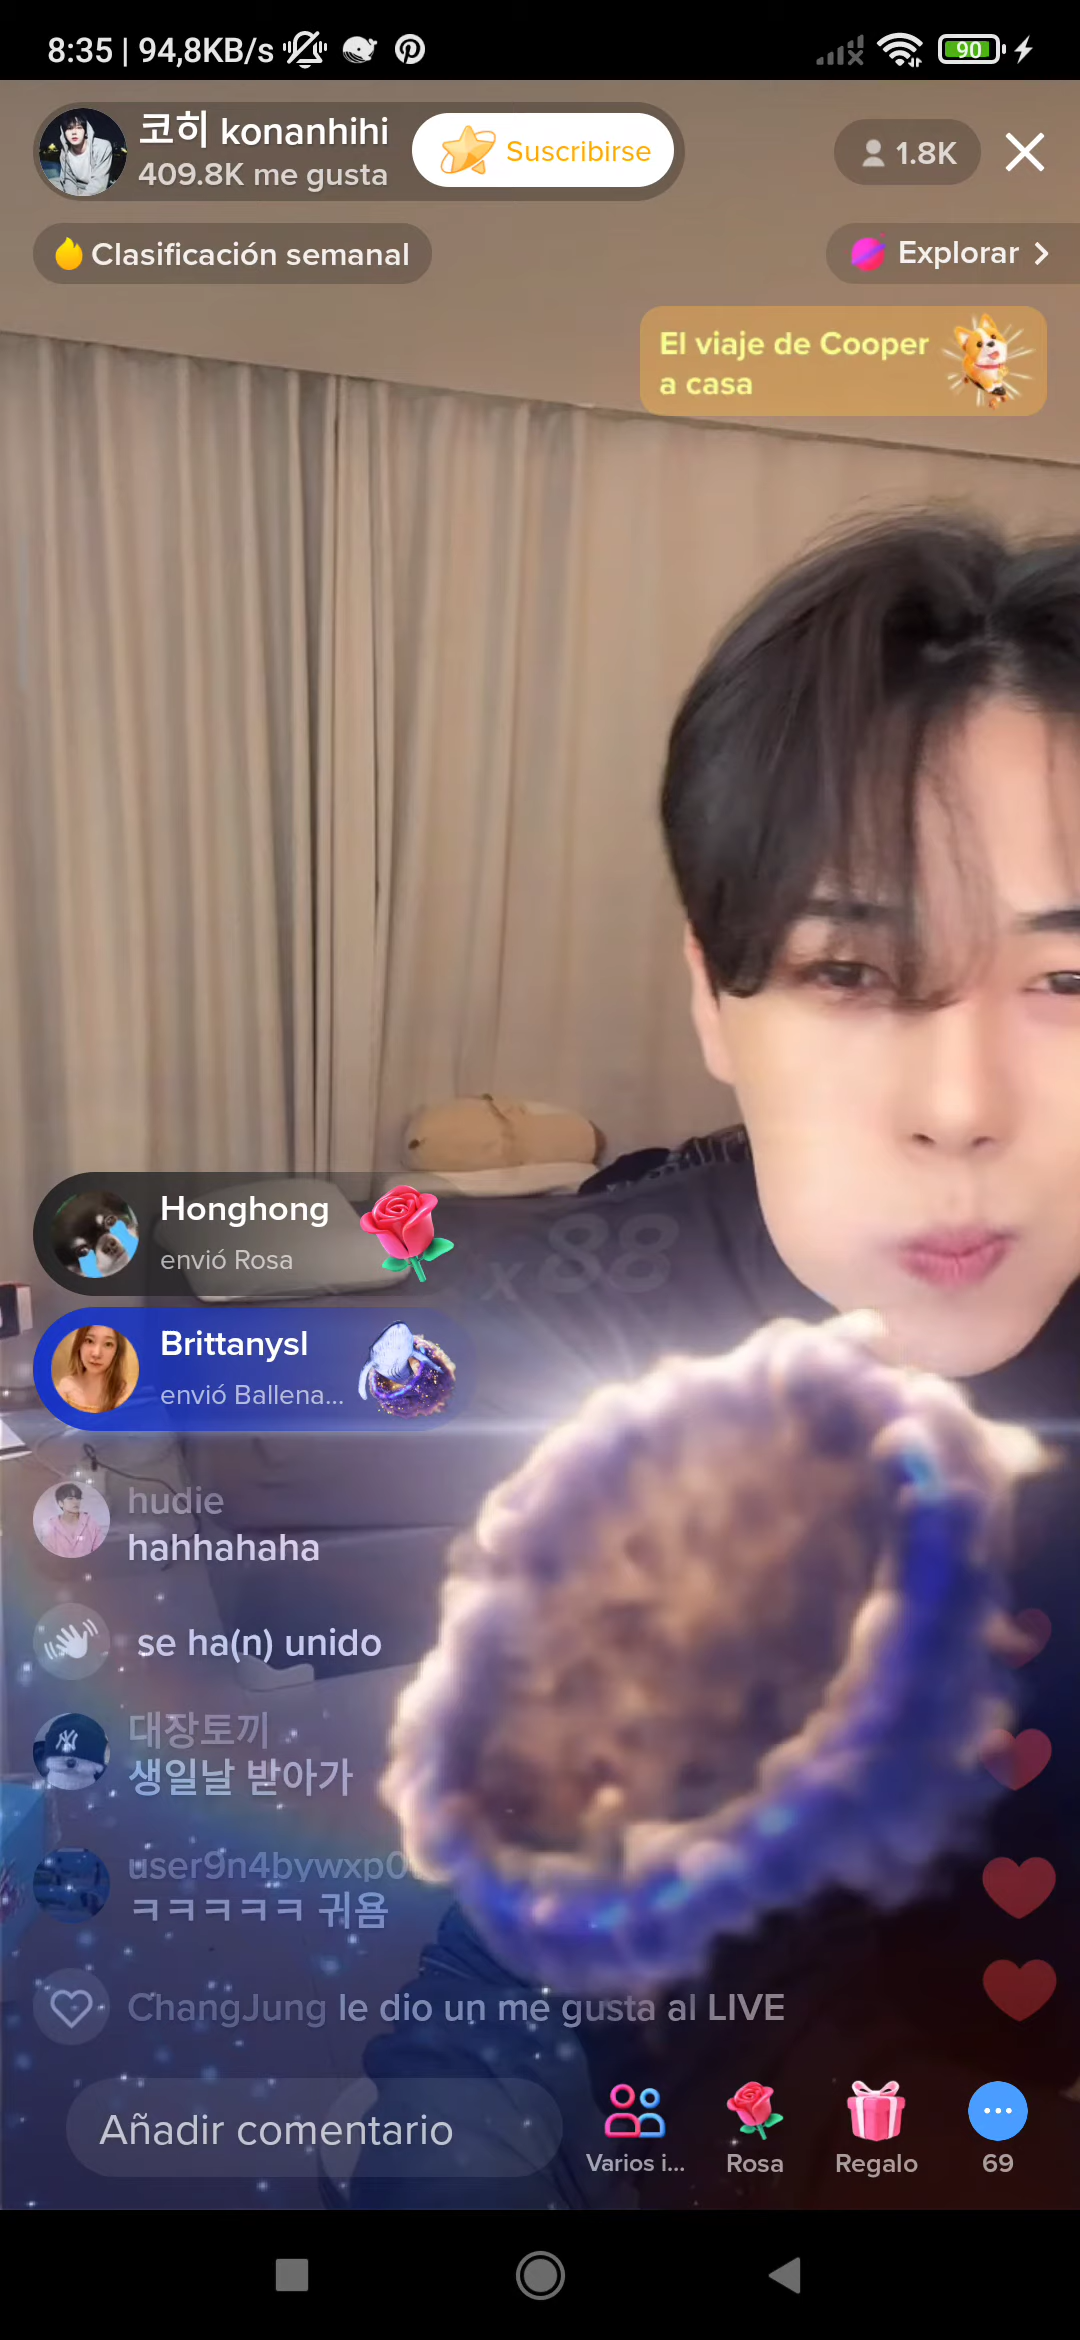 8:35 | 94,8KB/s
90
코히 konanhihi
409.8K me gusta
Suscribirse
1.8K
Clasificación semanal
Explorar
El viaje de Cooper
a casa
Honghong
envió Rosa
x 88
Brittanysl
envió Ballena...
hudie
hahhahaha
se ha(n) unido
대장토끼
생일날 받아가
user9n4bywxp0
ㅋㅋㅋㅋㅋ 귀욤
ChangJung le dio un me gusta al LIVE
Añadir comentario
Varios i...
Rosa
Regalo
69